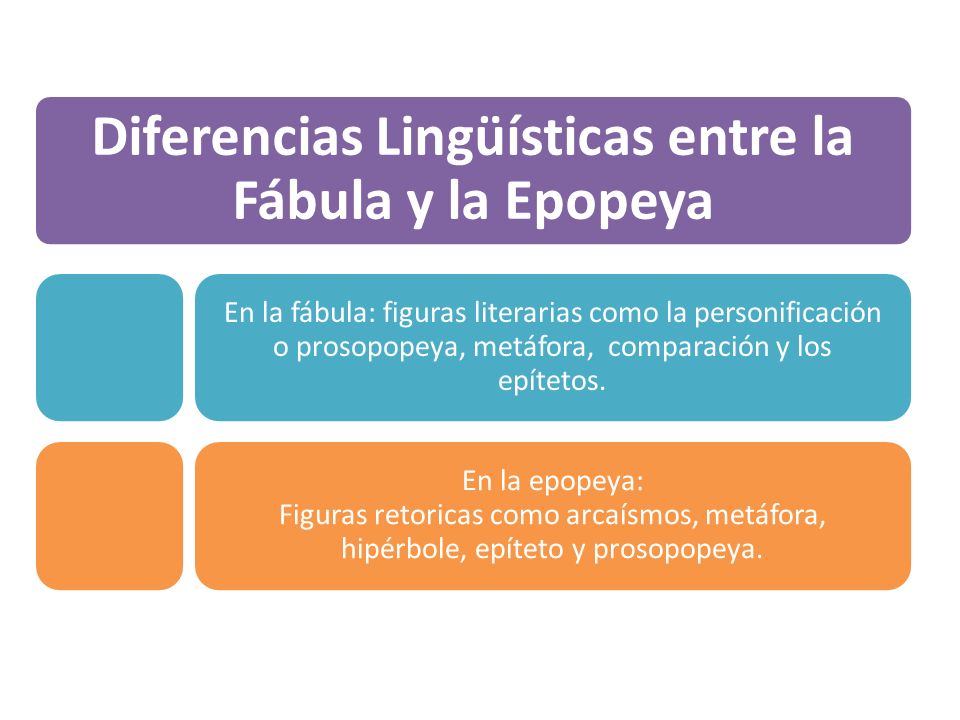 Diferencias Lingüísticas entre la
Fábula y la Epopeya
En la fábula: figuras literarias como la personificación
o prosopopeya, metáfora, comparación y los
epítetos.
En la epopeya:
Figuras retoricas como arcaísmos, metáfora,
hipérbole, epíteto y prosopopeya.